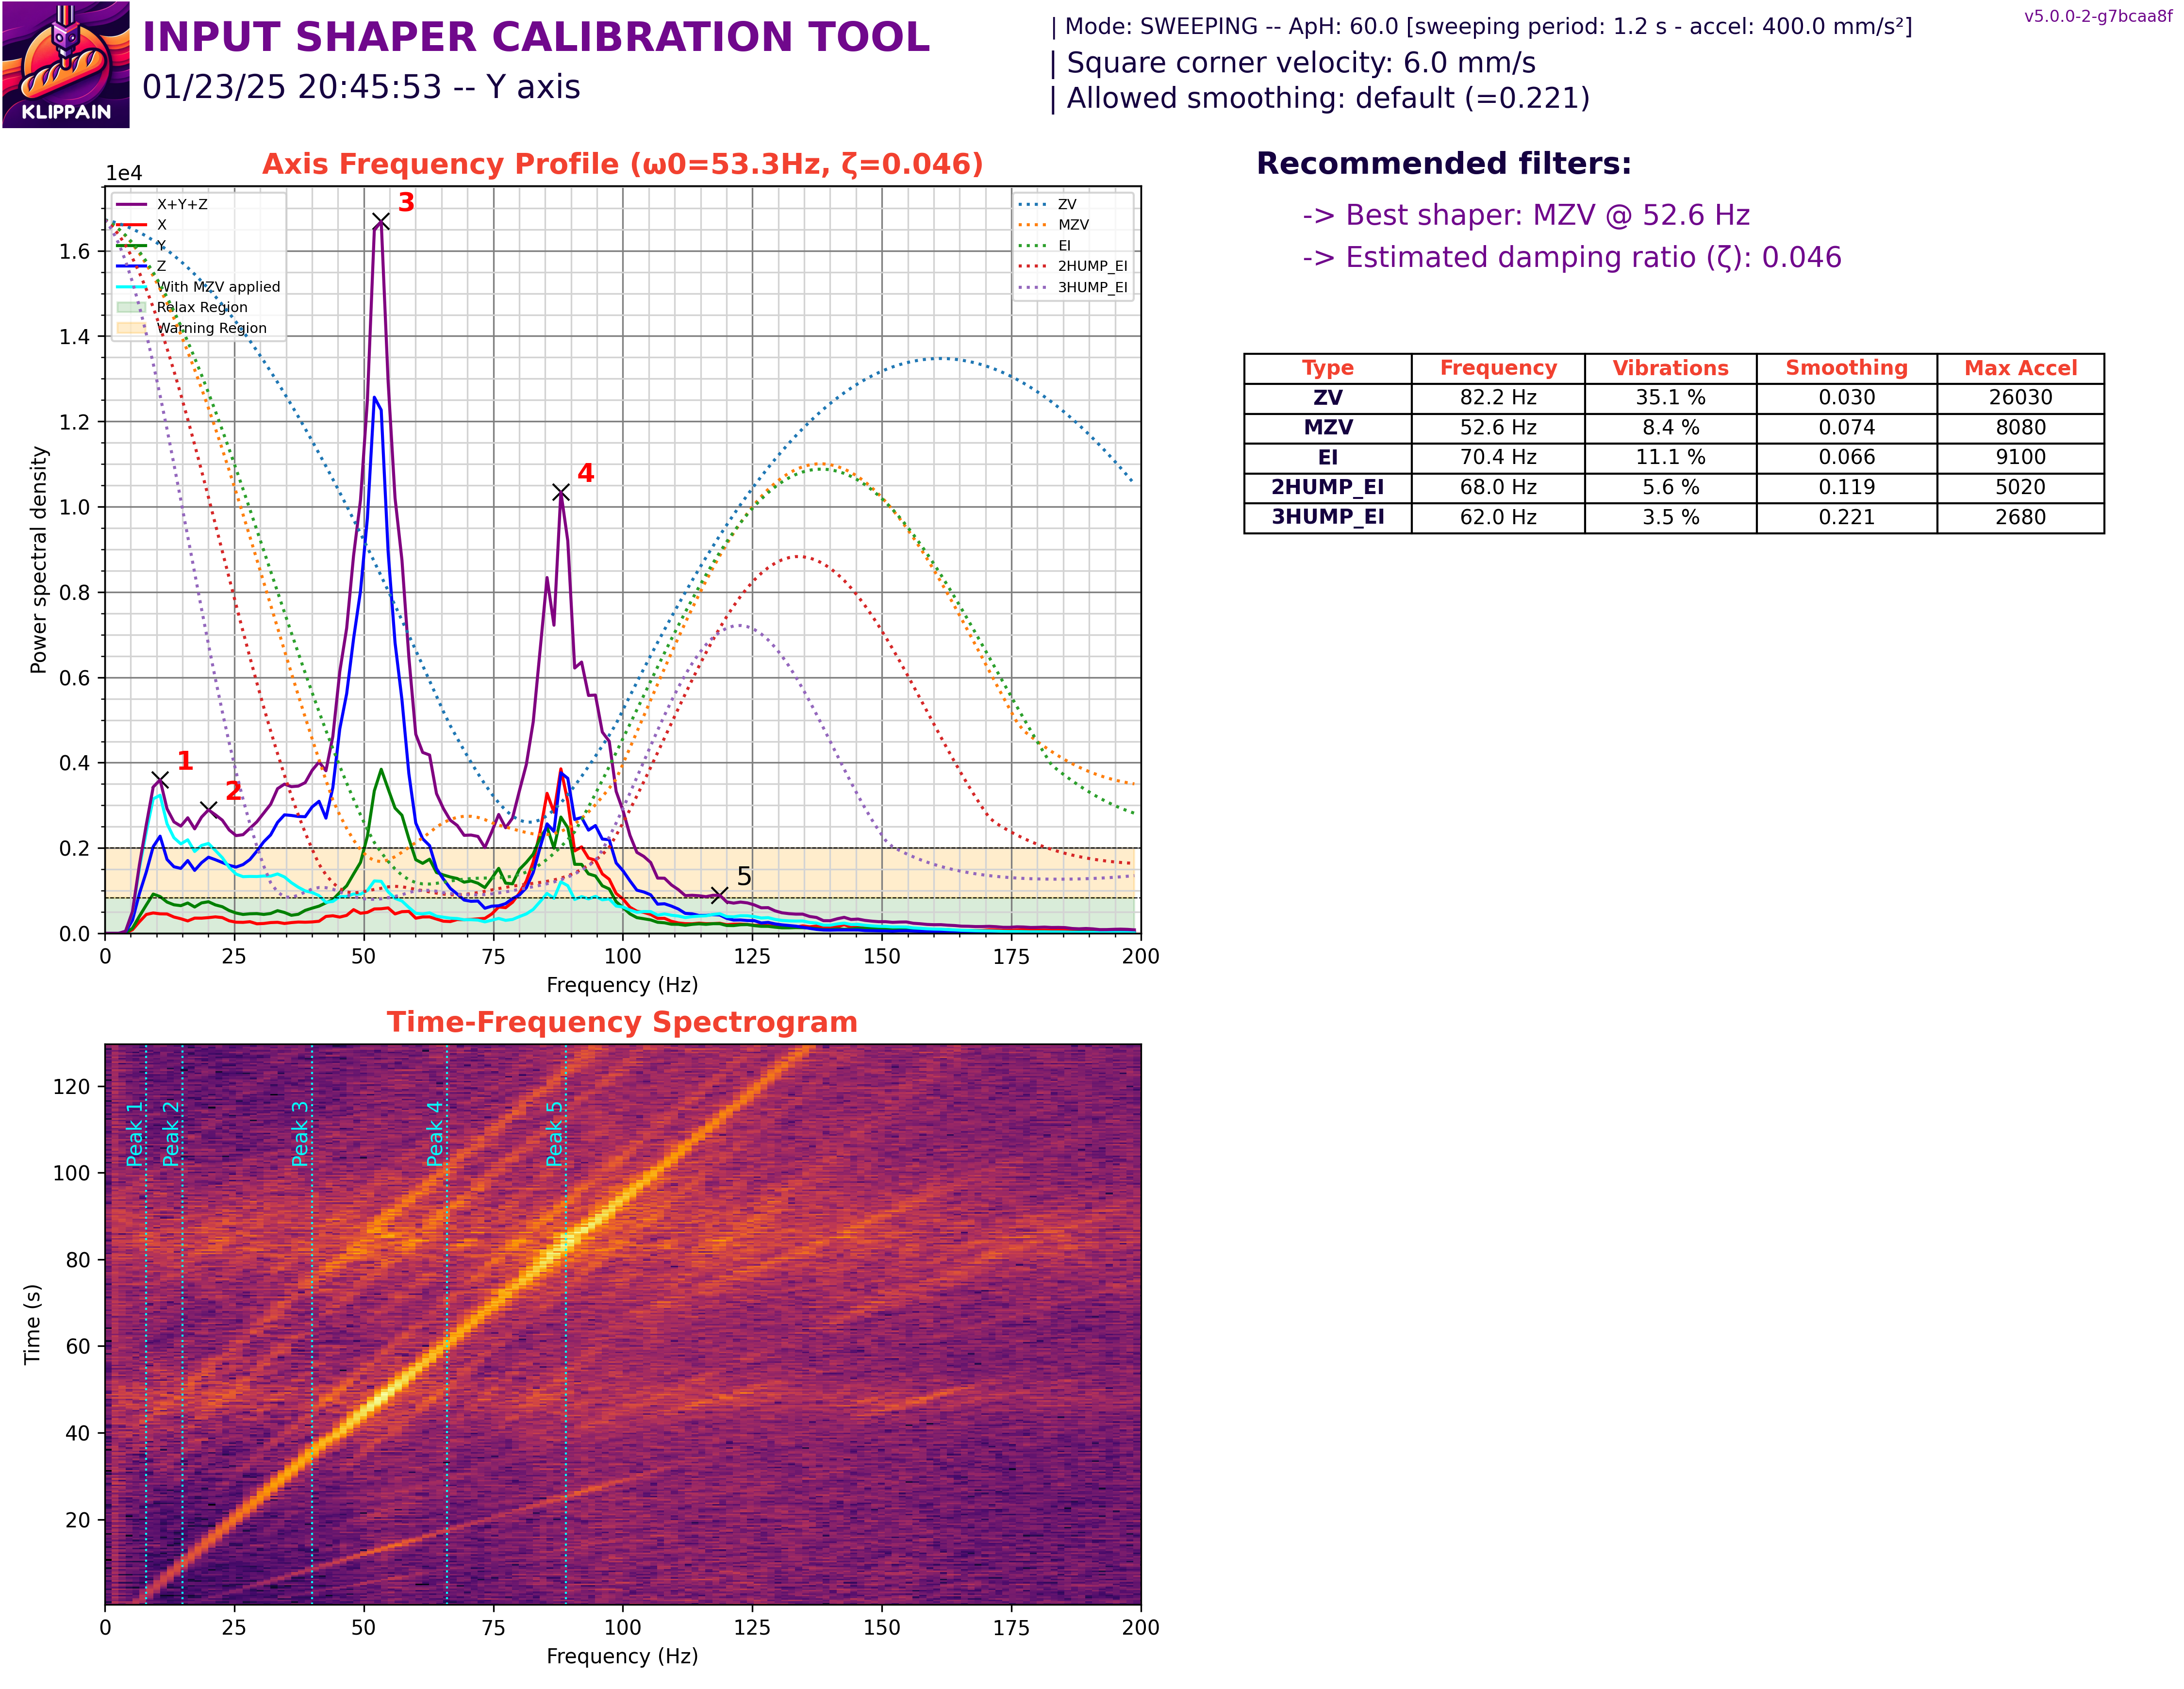 KLIPPAIN
INPUT SHAPER CALIBRATION TOOL
01/23/25 20:45:53 -- Y axis
| Mode: SWEEPING -- ApH: 60.0 [sweeping period: 1.2 s - accel: 400.0 mm/s²]
| Square corner velocity: 6.0 mm/s
| Allowed smoothing: default (=0.221)
v5.0.0-2-g7bcaa8f
Axis Frequency Profile (ω0=53.3Hz, ζ=0.046)
1e4
X+Y+Z
X
Y
Z
With MZV applied
Relax Region
Warning Region
ZV
MZV
EI
2HUMP_EI
3HUMP_EI
1
2
3
4
5
Power spectral density
1.6
1.4
1.2
1.0
0.8
0.6
0.4
0.2
0.0
0 25 50 75 100 125 150 175 200
Frequency (Hz)
Recommended filters:
-> Best shaper: MZV @ 52.6 Hz
-> Estimated damping ratio (ζ): 0.046
Type Frequency Vibrations Smoothing Max Accel
ZV 82.2 Hz 35.1 % 0.030 26030
MZV 52.6 Hz 8.4 % 0.074 8080
EI 70.4 Hz 11.1 % 0.066 9100
2HUMP_EI 68.0 Hz 5.6 % 0.119 5020
3HUMP_EI 62.0 Hz 3.5 % 0.221 2680
Time-Frequency Spectrogram
Peak 1
Peak 2
Peak 3
Peak 4
Peak 5
Time (s)
120
100
80
60
40
20
0 25 50 75 100 125 150 175 200
Frequency (Hz)